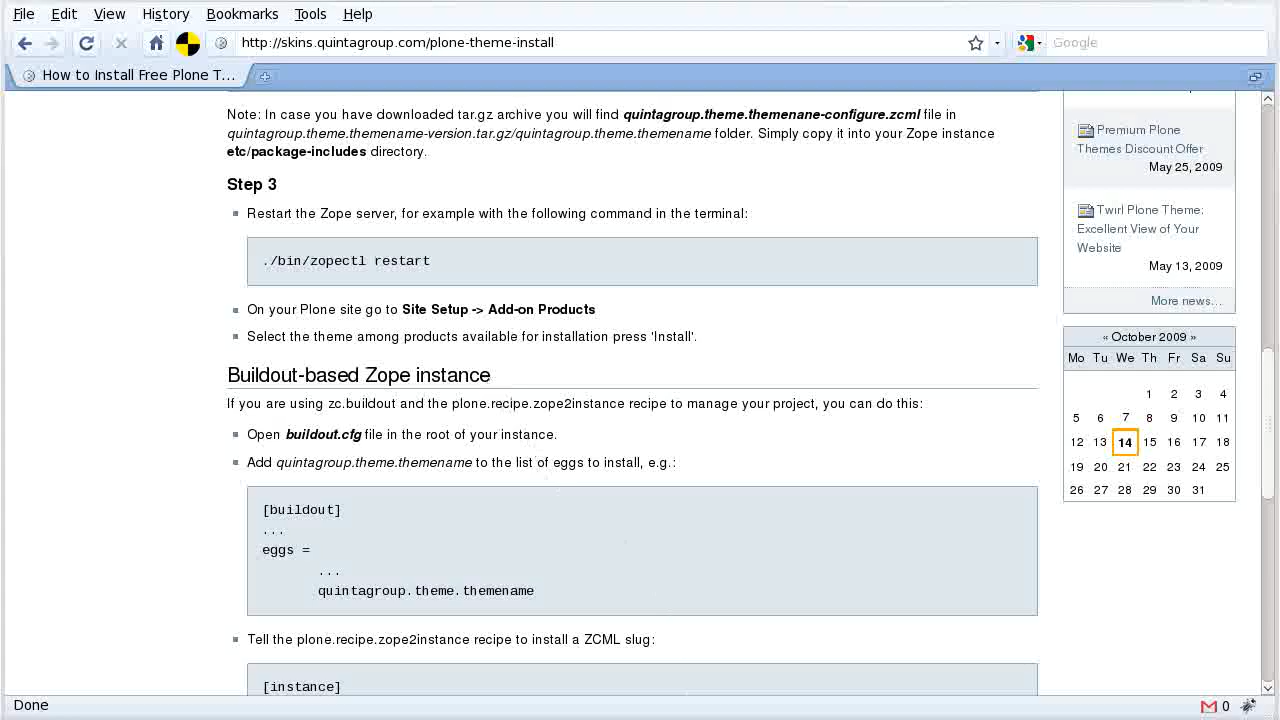 File Edit View History Bookmarks Tools Help
http://skins.quintagroup.com/plone-theme-install
Google
How to Install Free Plone T...
Note: In case you have downloaded tar.gz archive you will find quintagroup.theme.themenane-configure.zcml file in
quintagroup.theme.themename-version.tar.gz/quintagroup.theme.themename folder. Simply copy it into your Zope instance
etc/package-includes directory.
Step 3
Restart the Zope server, for example with the following command in the terminal:
./bin/zopectl restart
On your Plone site go to Site Setup -> Add-on Products
Select the theme among products available for installation press 'Install'.
Buildout-based Zope instance
If you are using zc.buildout and the plone.recipe.zope2instance recipe to manage your project, you can do this:
Open buildout.cfg file in the root of your instance.
Add quintagroup.theme.themename to the list of eggs to install, e.g.:
[buildout]
...
eggs =
...
quintagroup.theme.themename
Tell the plone.recipe.zope2instance recipe to install a ZCML slug:
[instance]
Premium Plone
Themes Discount Offer
May 25, 2009
Twirl Plone Theme:
Excellent View of Your
Website
May 13, 2009
More news...
« October 2009 »
Mo Tu We Th Fr Sa Su
1 2 3 4
5 6 7 8 9 10 11
12 13 14 15 16 17 18
19 20 21 22 23 24 25
26 27 28 29 30 31
Done
0